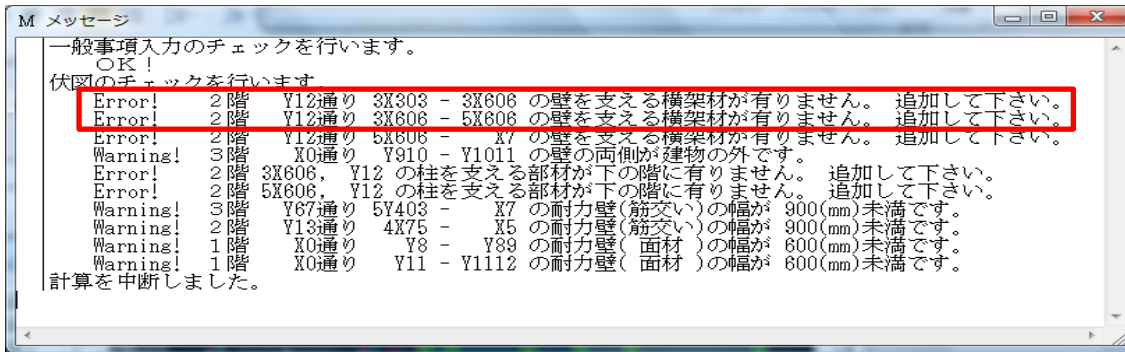 M メッセージ
一般事項入力のチェックを行います。
OK!
伏図のチェックを行います。
Error! 2階 Y12通り 3X303 - 3X606 の壁を支える横架材が有りません。 追加して下さい。
Error! 2階 Y12通り 3X606 - 5X606 の壁を支える横架材が有りません。 追加して下さい。
Error! 2階 Y12通り 5X606 - X7 の壁を支える横架材が有りません。 追加して下さい。
Warning! 3階 X0通り Y910 - Y1011 の壁の両側が建物の外です。
Error! 2階 3X606, Y12 の柱を支える部材が下の階に有りません。 追加して下さい。
Error! 2階 5X606, Y12 の柱を支える部材が下の階に有りません。 追加して下さい。
Warning! 3階 Y67通り 5Y403 - X7 の耐力壁(筋交い)の幅が 900(mm)未満です。
Warning! 2階 Y13通り 4X75 - X5 の耐力壁(筋交い)の幅が 900(mm)未満です。
Warning! 1階 X0通り Y8 - Y89 の耐力壁( 面材 )の幅が 600(mm)未満です。
Warning! 1階 X0通り Y11 - Y1112 の耐力壁( 面材 )の幅が 600(mm)未満です。
計算を中断しました。